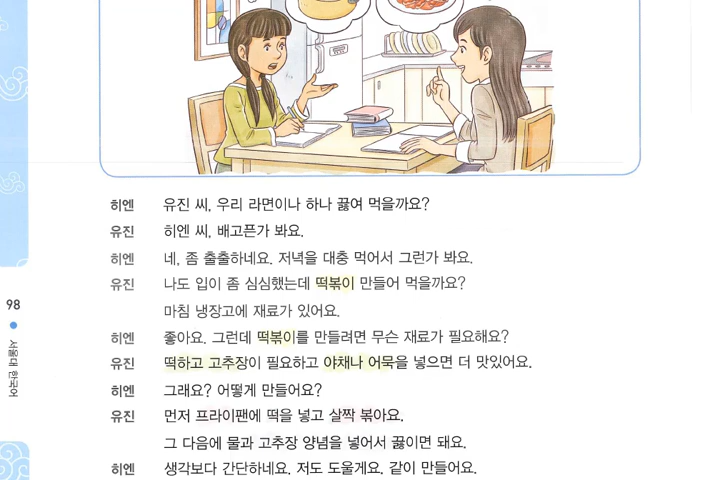 히엔 유진 씨, 우리 라면이나 하나 끓여 먹을까요?
유진 히엔 씨, 배고픈가 봐요.
히엔 네, 좀 출출하네요. 저녁을 대충 먹어서 그런가 봐요.
유진 나도 입이 좀 심심했는데 떡볶이 만들어 먹을까요?
마침 냉장고에 재료가 있어요.
히엔 좋아요. 그런데 떡볶이를 만들려면 무슨 재료가 필요해요?
유진 떡하고 고추장이 필요하고 야채나 어묵을 넣으면 더 맛있어요.
히엔 그래요? 어떻게 만들어요?
유진 먼저 프라이팬에 떡을 넣고 살짝 볶아요.
그 다음에 물과 고추장 양념을 넣어서 끓이면 돼요.
히엔 생각보다 간단하네요. 저도 도울게요. 같이 만들어요.
98
서울대 한국어